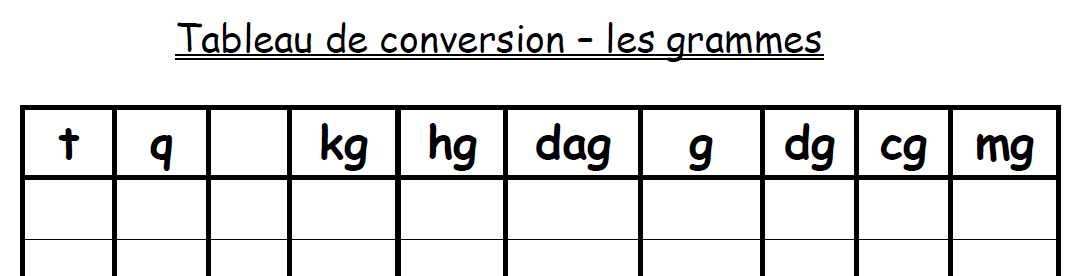 Tableau de conversion – les grammes
t q kg hg dag g dg cg mg